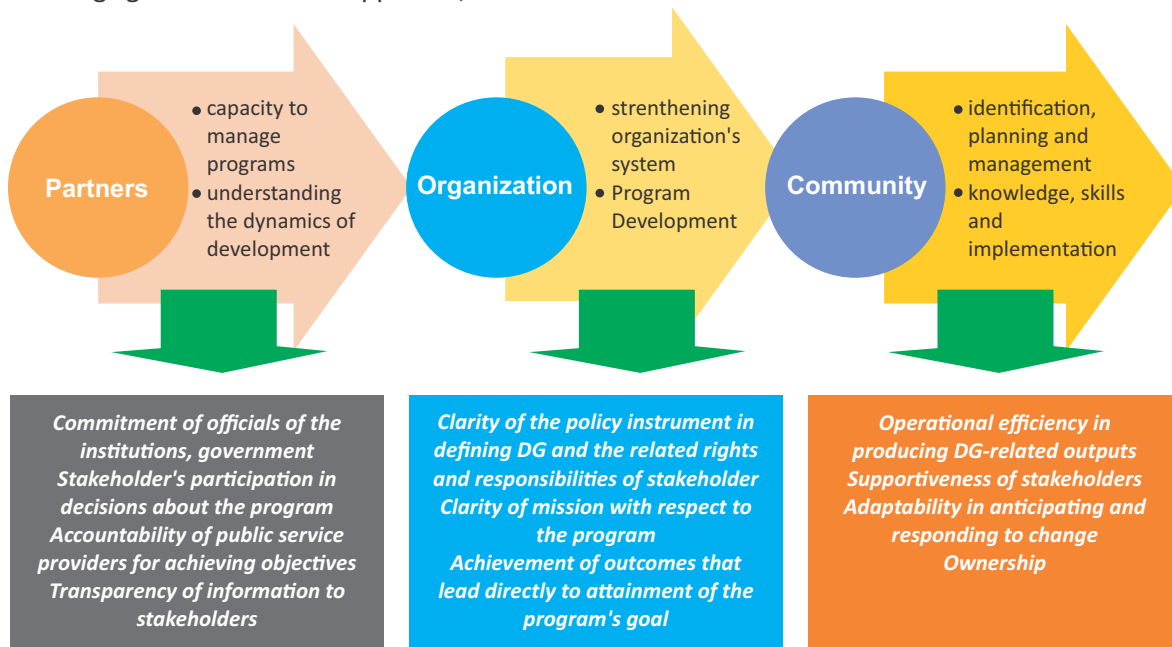 Partners
• capacity to
manage
programs
• understanding
the dynamics of
development
Organization
• strenthening
organization's
system
• Program
Development
Community
• identification,
planning and
management
• knowledge, skills
and
implementation
Commitment of officials of the
institutions, government
Stakeholder's participation in
decisions about the program
Accountability of public service
providers for achieving objectives
Transparency of information to
stakeholders
Clarity of the policy instrument in
defining DG and the related rights
and responsibilities of stakeholder
Clarity of mission with respect to
the program
Achievement of outcomes that
lead directly to attainment of the
program's goal
Operational efficiency in
producing DG-related outputs
Supportiveness of stakeholders
Adaptability in anticipating and
responding to change
Ownership